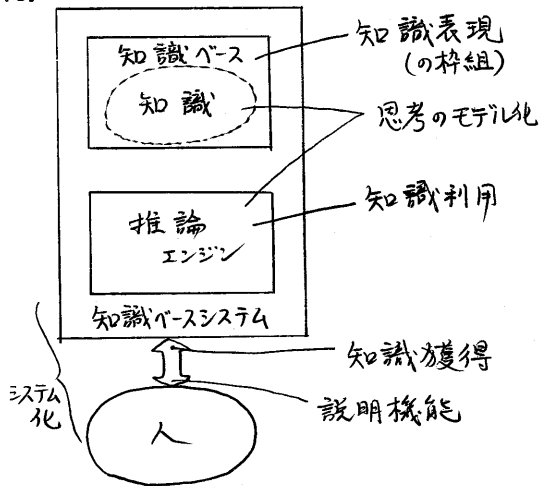 知識ベース
知識
知識表現
(の枠組)
思考のモデル化
推論
エンジン
知識利用
知識ベースシステム
知識獲得
説明機能
システム
化
人